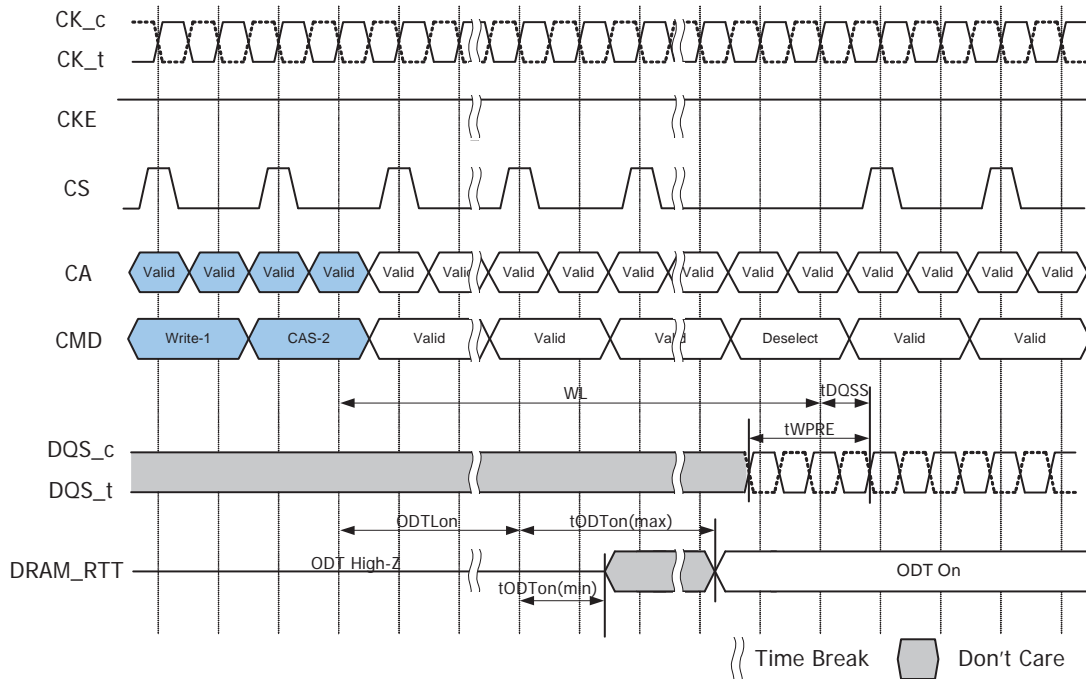 CK_c
CK_t
CKE
CS
CA
Valid Valid Valid Valid Valid Valid Valid Valid Valid Valid Valid Valid Valid Valid Valid Valid
CMD
Write-1 CAS-2 Valid Valid Valid Deselect Valid Valid
WL tDQSS
tWPRE
DQS_c
DQS_t
ODTLon tODTon(max)
DRAM_RTT ODT High-Z ODT On
tODTon(min)
Time Break Don't Care